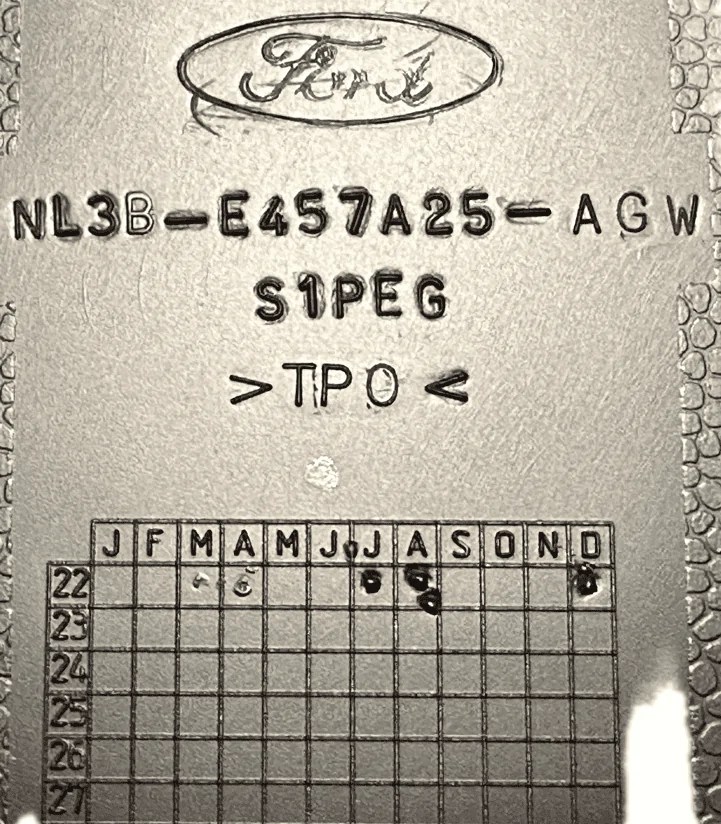 Ford
NL3B-E457A25-AGW
S1PEG
>TPO<
J F M A M J J A S O N D
22
23
24
25
26
27